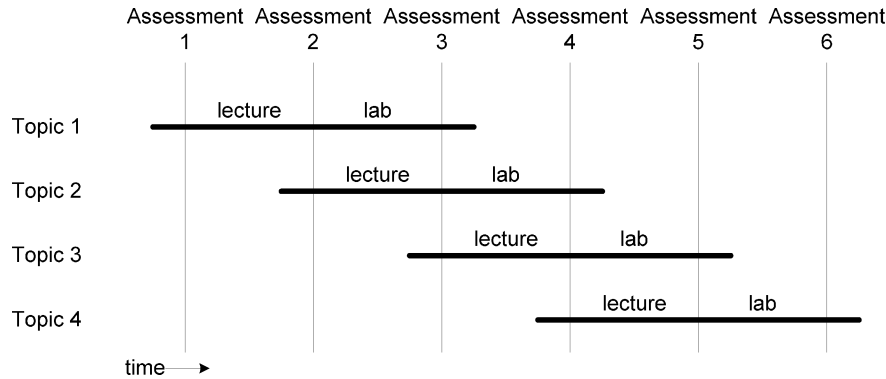 Assessment Assessment Assessment Assessment Assessment Assessment
1 2 3 4 5 6
lecture lab
Topic 1
lecture lab
Topic 2
lecture lab
Topic 3
lecture lab
Topic 4
time